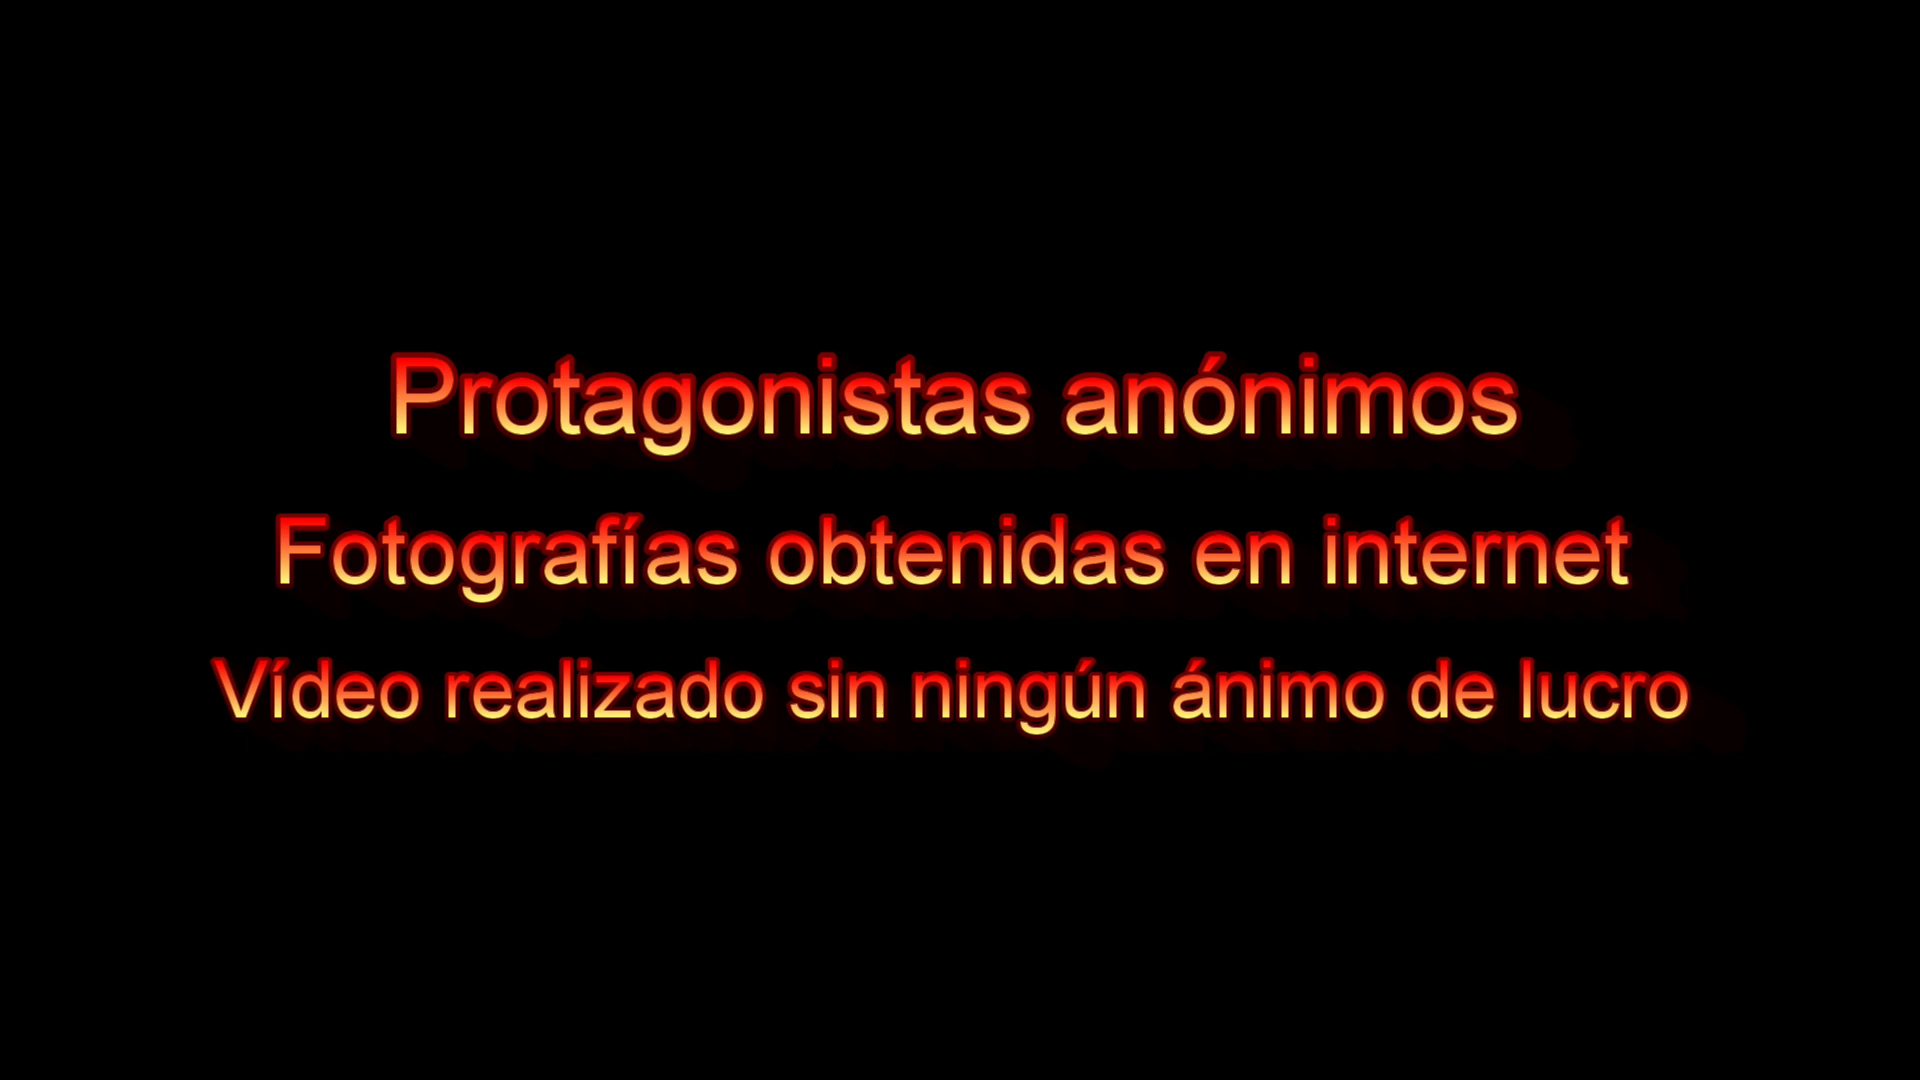 Protagonistas anónimos
Fotografías obtenidas en internet
Vídeo realizado sin ningún ánimo de lucro